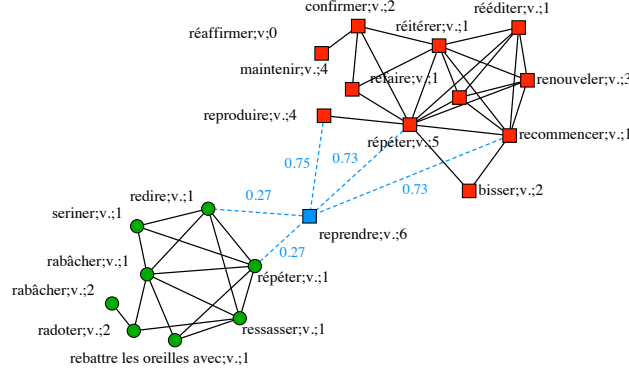 confirmer;v.;2
rééditer;v.;1
réitérer;v.;1
réaffirmer;v;0
maintenir;v.;4
refaire;v.;1
renouveler;v.;3
reproduire;v.;4
répéter;v.;5
recommencer;v.;1
0.75
0.73
0.73
bisser;v.;2
redire;v.;1
0.27
seriner;v.;1
reprendre;v.;6
0.27
rabâcher;v.;1
répéter;v.;1
rabâcher;v.;2
radoter;v.;2
ressasser;v.;1
rebattre les oreilles avec;v.;1